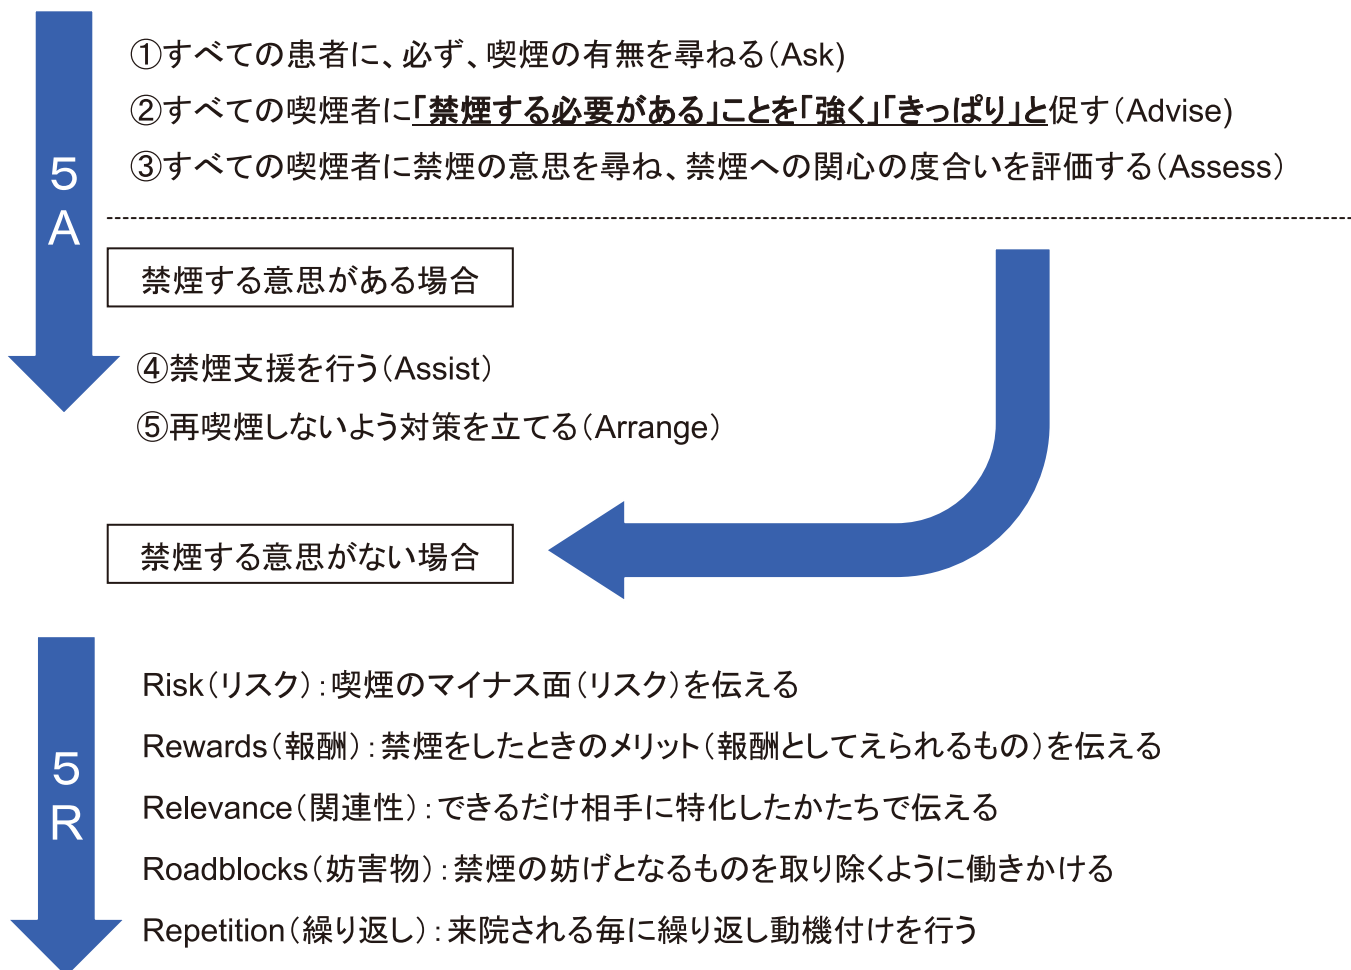 ①すべての患者に、必ず、喫煙の有無を尋ねる(Ask)
②すべての喫煙者に「禁煙する必要がある」ことを「強く」「きっぱり」と促す(Advise)
③すべての喫煙者に禁煙の意思を尋ね、禁煙への関心の度合いを評価する(Assess)
5
A
禁煙する意思がある場合
④禁煙支援を行う(Assist)
⑤再喫煙しないよう対策を立てる(Arrange)
禁煙する意思がない場合
5
R
Risk(リスク):喫煙のマイナス面(リスク)を伝える
Rewards(報酬):禁煙をしたときのメリット(報酬としてえられるもの)を伝える
Relevance(関連性):できるだけ相手に特化したかたちで伝える
Roadblocks(妨害物):禁煙の妨げとなるものを取り除くように働きかける
Repetition(繰り返し):来院される毎に繰り返し動機付けを行う